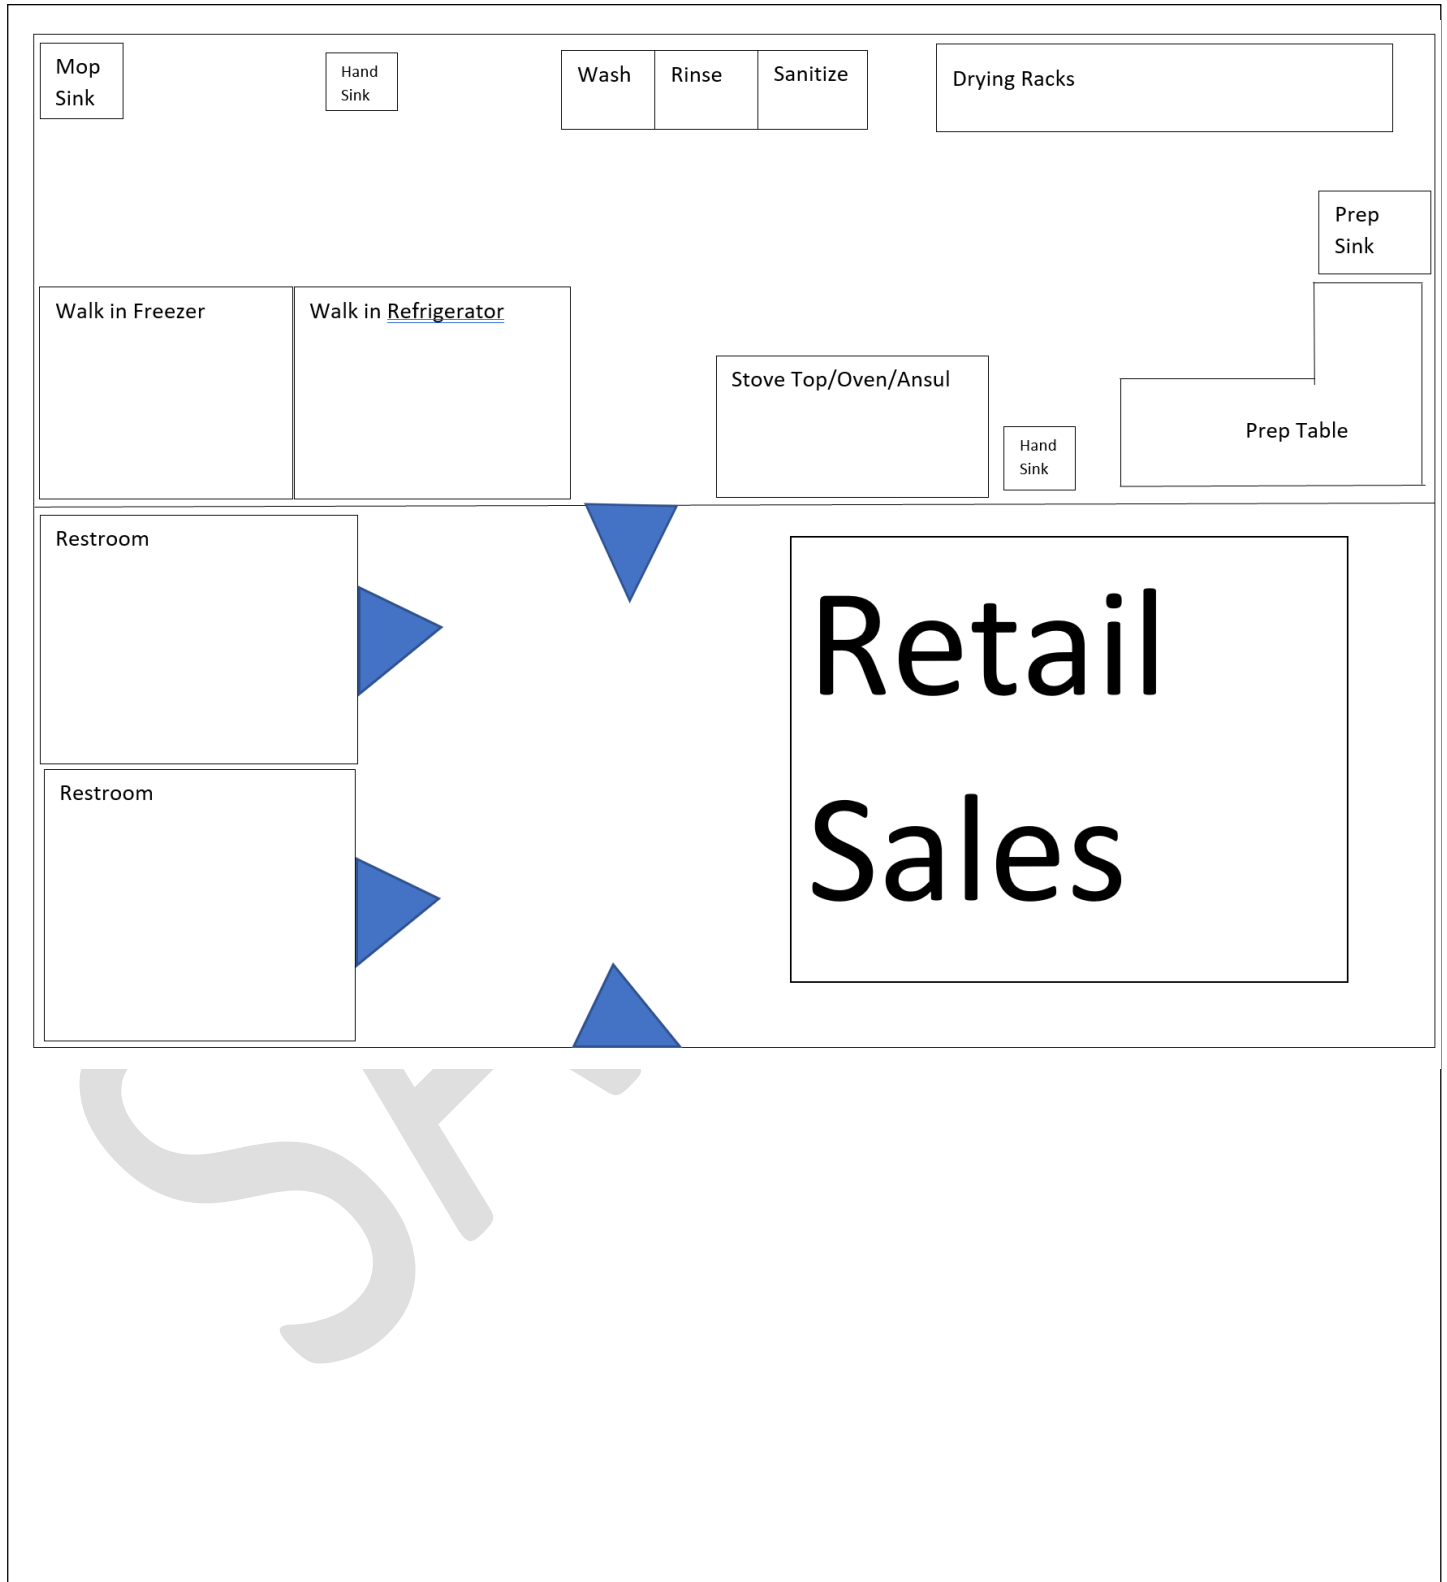 Mop
Sink
Hand
Sink
Wash
Rinse
Sanitize
Drying Racks
Prep
Sink
Walk in Freezer
Walk in Refrigerator
Stove Top/Oven/Ansul
Hand
Sink
Prep Table
Restroom
Retail
Sales
Restroom